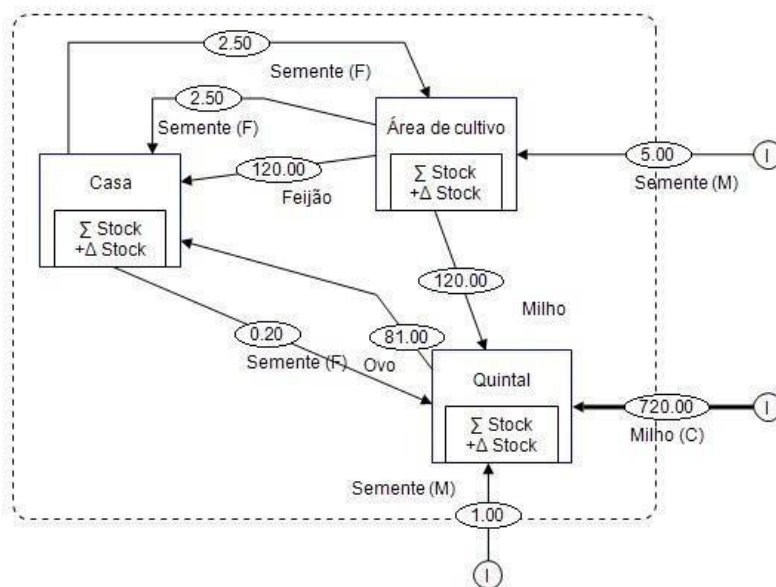 2.50
Semente (F)
2.50
Semente (F)
Área de cultivo
∑ Stock
+Δ Stock
5.00
I
Semente (M)
120.00
Feijão
Casa
∑ Stock
+Δ Stock
120.00
Milho
0.20
Semente (F)
81.00
Ovo
Quintal
∑ Stock
+Δ Stock
720.00
I
Milho (C)
Semente (M)
1.00
I